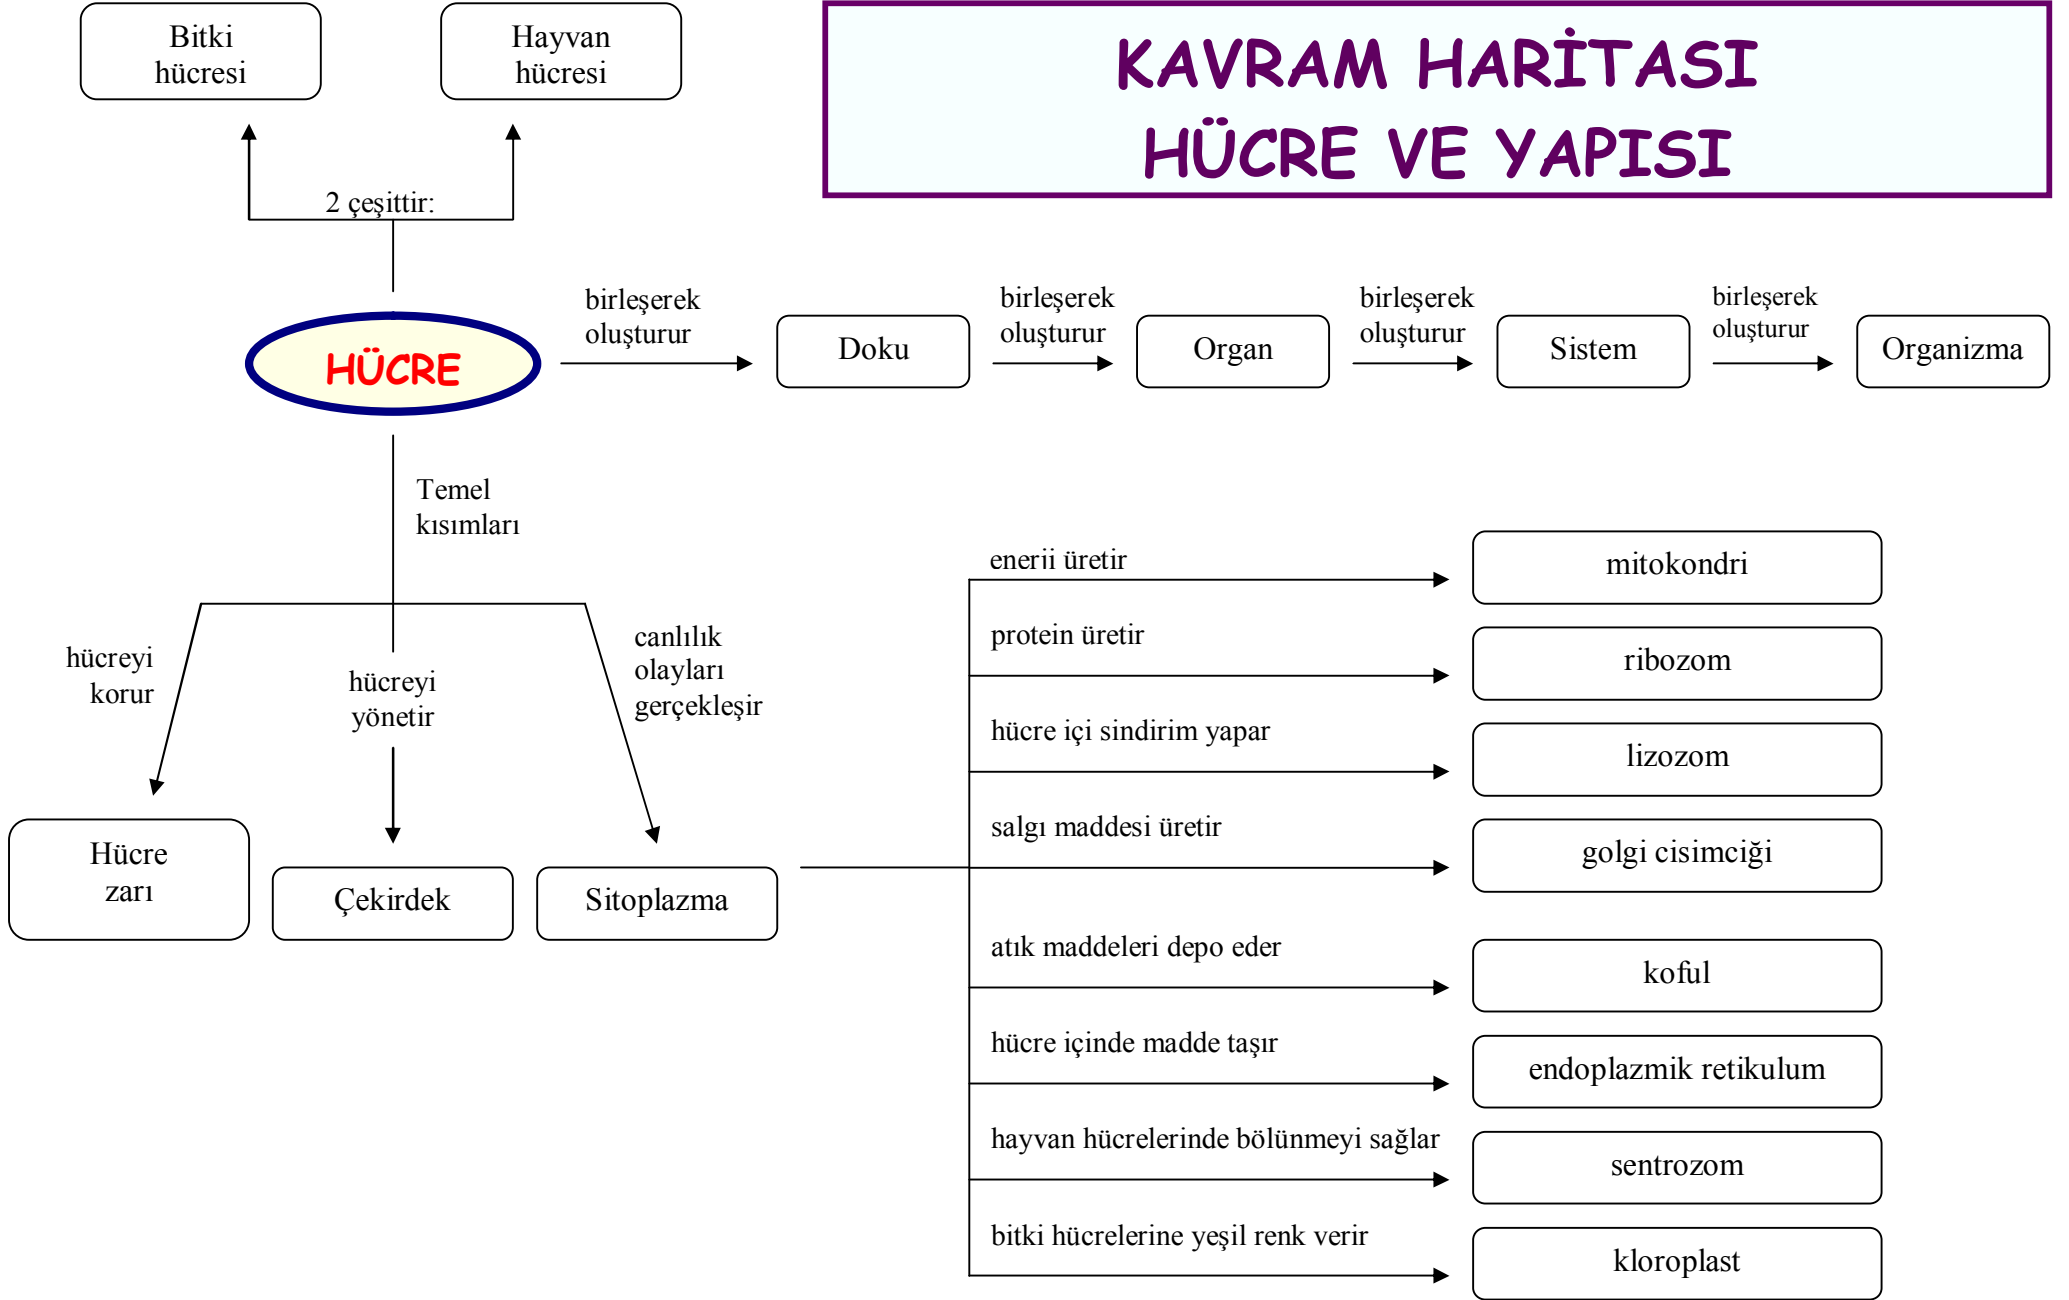 KAVRAM HARİTASI
HÜCRE VE YAPISI
Bitki
hücresi
Hayvan
hücresi
2 çeşittir:
HÜCRE
birleşerek
oluşturur
Doku
birleşerek
oluşturur
Organ
birleşerek
oluşturur
Sistem
birleşerek
oluşturur
Organizma
Temel
kısımları
hücreyi
korur
hücreyi
yönetir
canlılık
olayları
gerçekleşir
Hücre
zarı
Çekirdek
Sitoplazma
enerii üretir
mitokondri
protein üretir
ribozom
hücre içi sindirim yapar
lizozom
salgı maddesi üretir
golgi cisimciği
atık maddeleri depo eder
koful
hücre içinde madde taşır
endoplazmik retikulum
hayvan hücrelerinde bölünmeyi sağlar
sentrozom
bitki hücrelerine yeşil renk verir
kloroplast